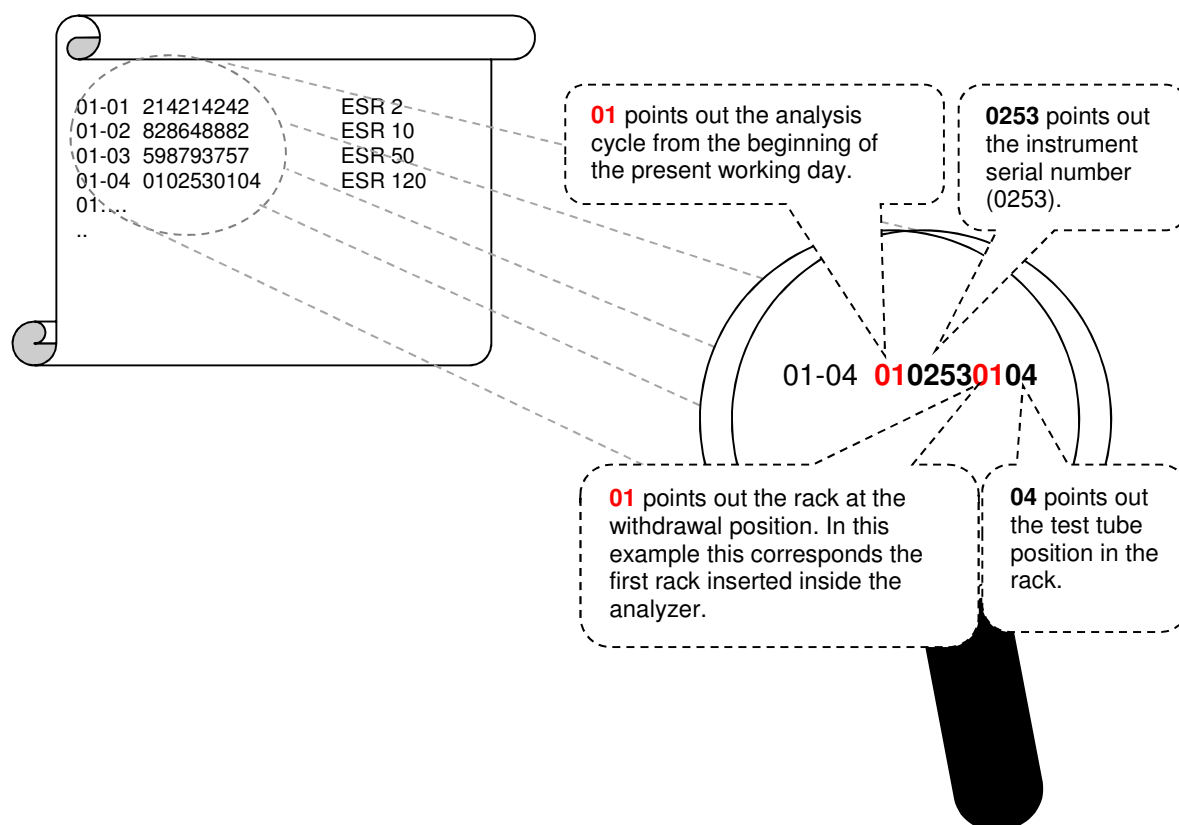 01-01 214214242 ESR 2
01-02 828648882 ESR 10
01-03 598793757 ESR 50
01-04 0102530104 ESR 120
01....
..
01 points out the analysis
cycle from the beginning of
the present working day.
0253 points out
the instrument
serial number
(0253).
01-04 0102530104
01 points out the rack at the
withdrawal position. In this
example this corresponds the
first rack inserted inside the
analyzer.
04 points out
the test tube
position in the
rack.